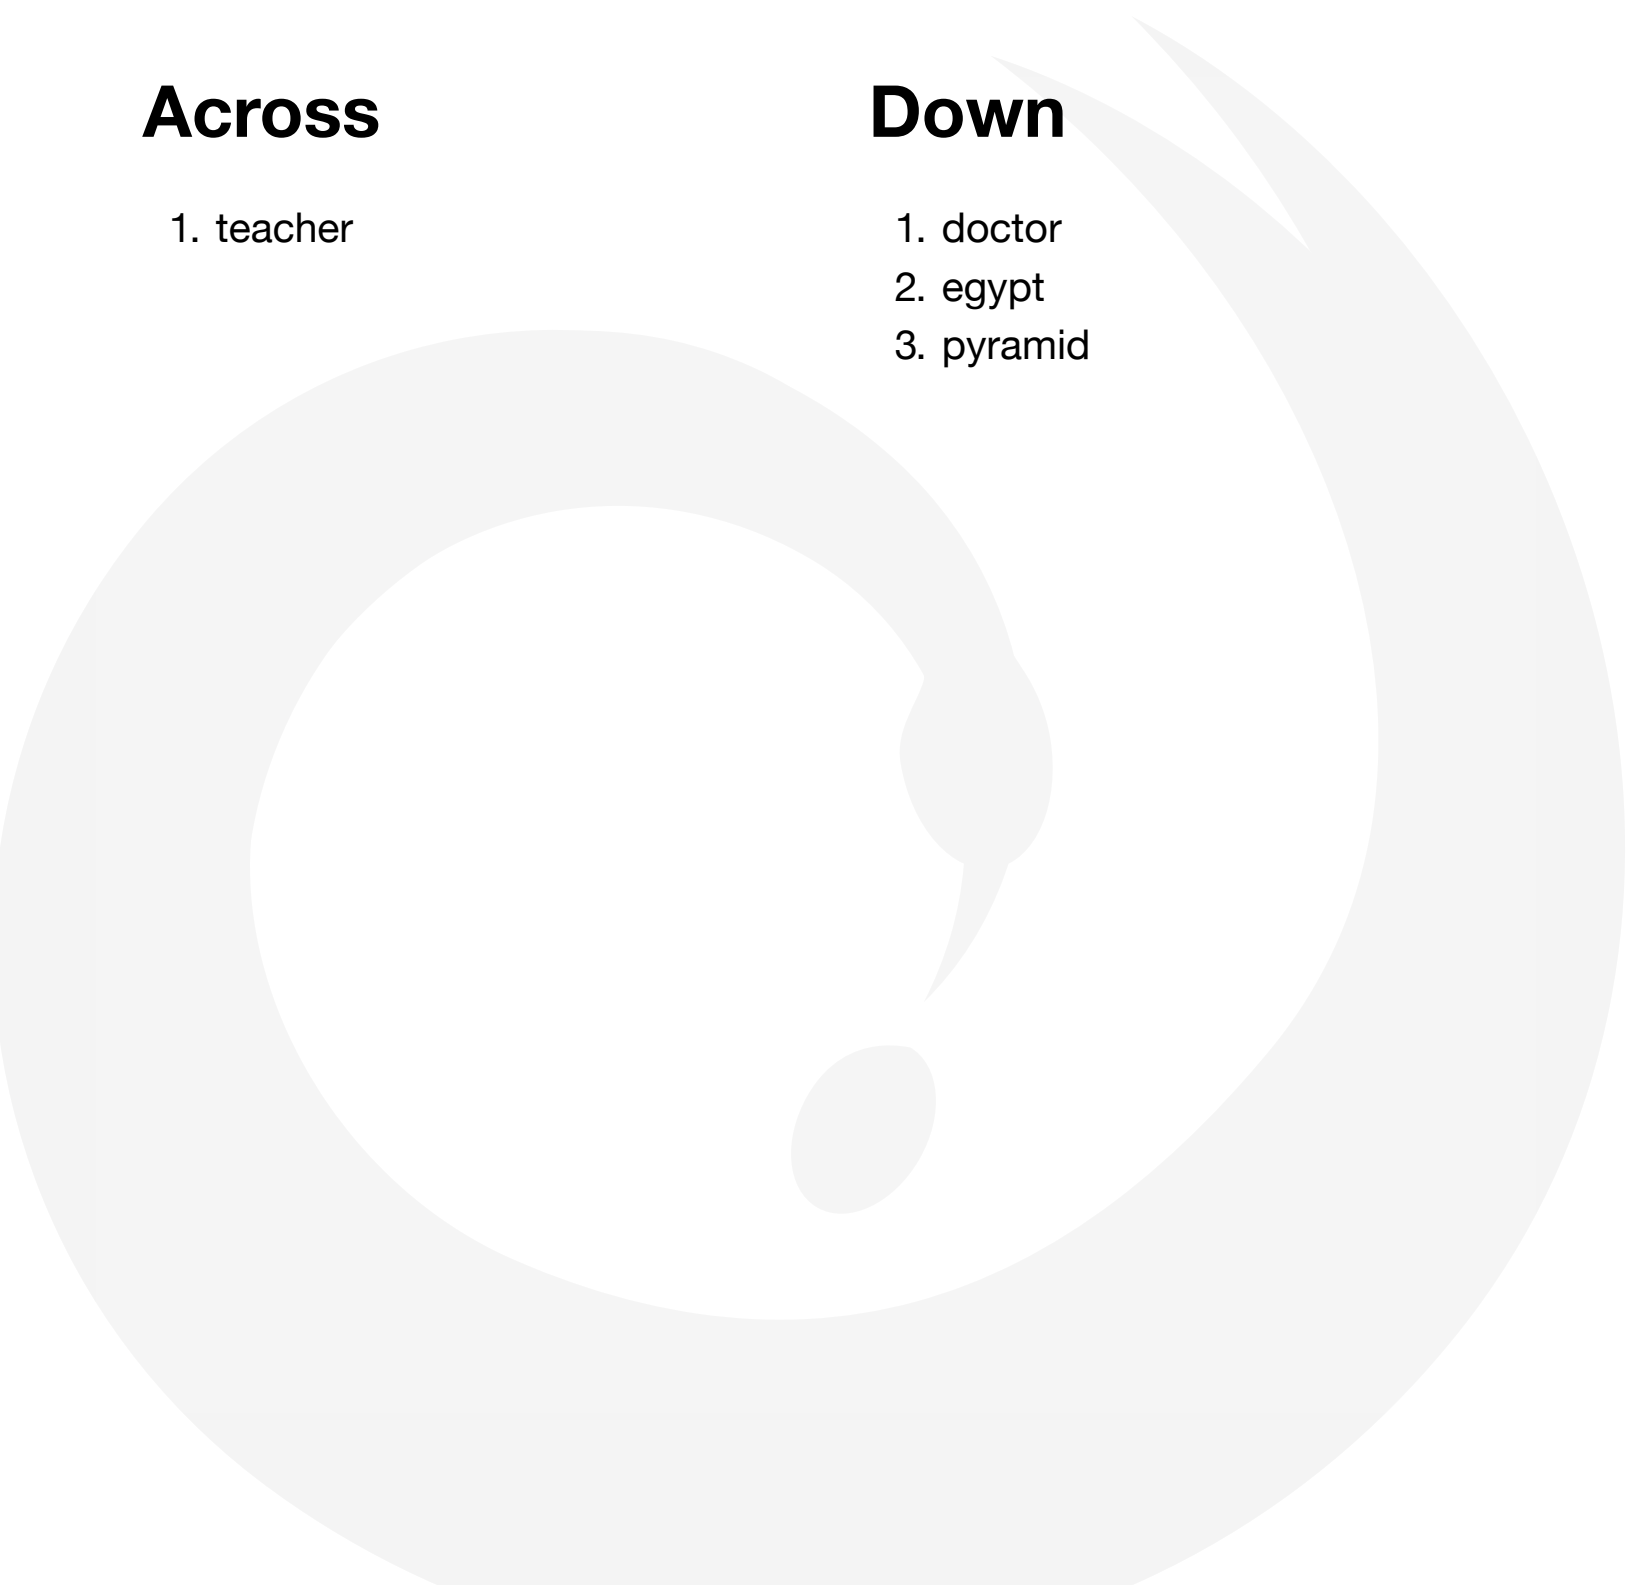 Across
1. teacher
Down
1. doctor
2. egypt
3. pyramid